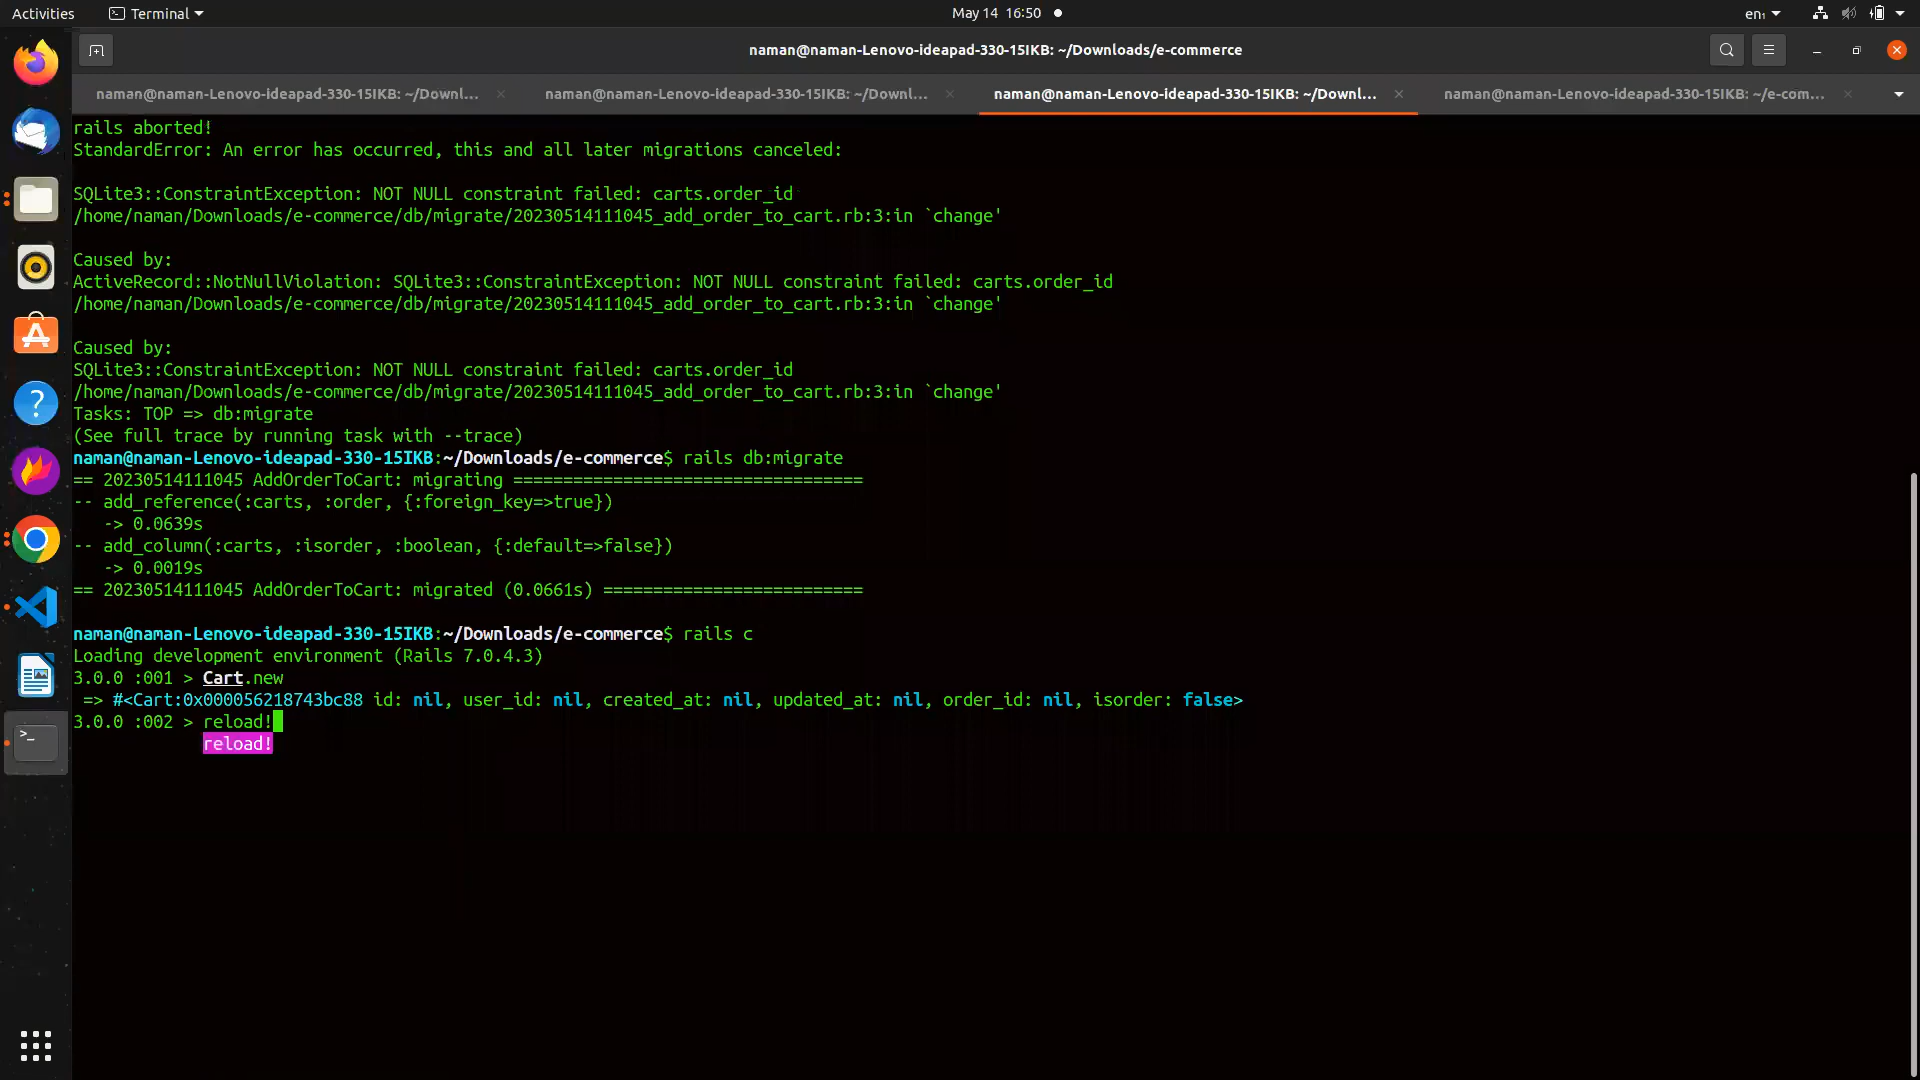 Activities
Terminal
May 14 16:50
en₁
naman@naman-Lenovo-ideapad-330-15IKB: ~/Downloads/e-commerce
naman@naman-Lenovo-ideapad-330-15IKB: ~/Downl...
naman@naman-Lenovo-ideapad-330-15IKB: ~/Downl...
naman@naman-Lenovo-ideapad-330-15IKB: ~/Downl...
naman@naman-Lenovo-ideapad-330-15IKB: ~/e-com...
rails aborted!
StandardError: An error has occurred, this and all later migrations canceled:
SQLite3::ConstraintException: NOT NULL constraint failed: carts.order_id
/home/naman/Downloads/e-commerce/db/migrate/20230514111045_add_order_to_cart.rb:3:in `change'
Caused by:
ActiveRecord::NotNullViolation: SQLite3::ConstraintException: NOT NULL constraint failed: carts.order_id
/home/naman/Downloads/e-commerce/db/migrate/20230514111045_add_order_to_cart.rb:3:in `change'
Caused by:
SQLite3::ConstraintException: NOT NULL constraint failed: carts.order_id
/home/naman/Downloads/e-commerce/db/migrate/20230514111045_add_order_to_cart.rb:3:in `change'
Tasks: TOP => db:migrate
(See full trace by running task with --trace)
naman@naman-Lenovo-ideapad-330-15IKB:~/Downloads/e-commerce$ rails db:migrate
== 20230514111045 AddOrderToCart: migrating ===================================
-- add_reference(:carts, :order, {:foreign_key=>true})
   -> 0.0639s
-- add_column(:carts, :isorder, :boolean, {:default=>false})
   -> 0.0019s
== 20230514111045 AddOrderToCart: migrated (0.0661s) ==========================
naman@naman-Lenovo-ideapad-330-15IKB:~/Downloads/e-commerce$ rails c
Loading development environment (Rails 7.0.4.3)
3.0.0 :001 > Cart.new
 => #<Cart:0x000056218743bc88 id: nil, user_id: nil, created_at: nil, updated_at: nil, order_id: nil, isorder: false>
3.0.0 :002 > reload!
reload!